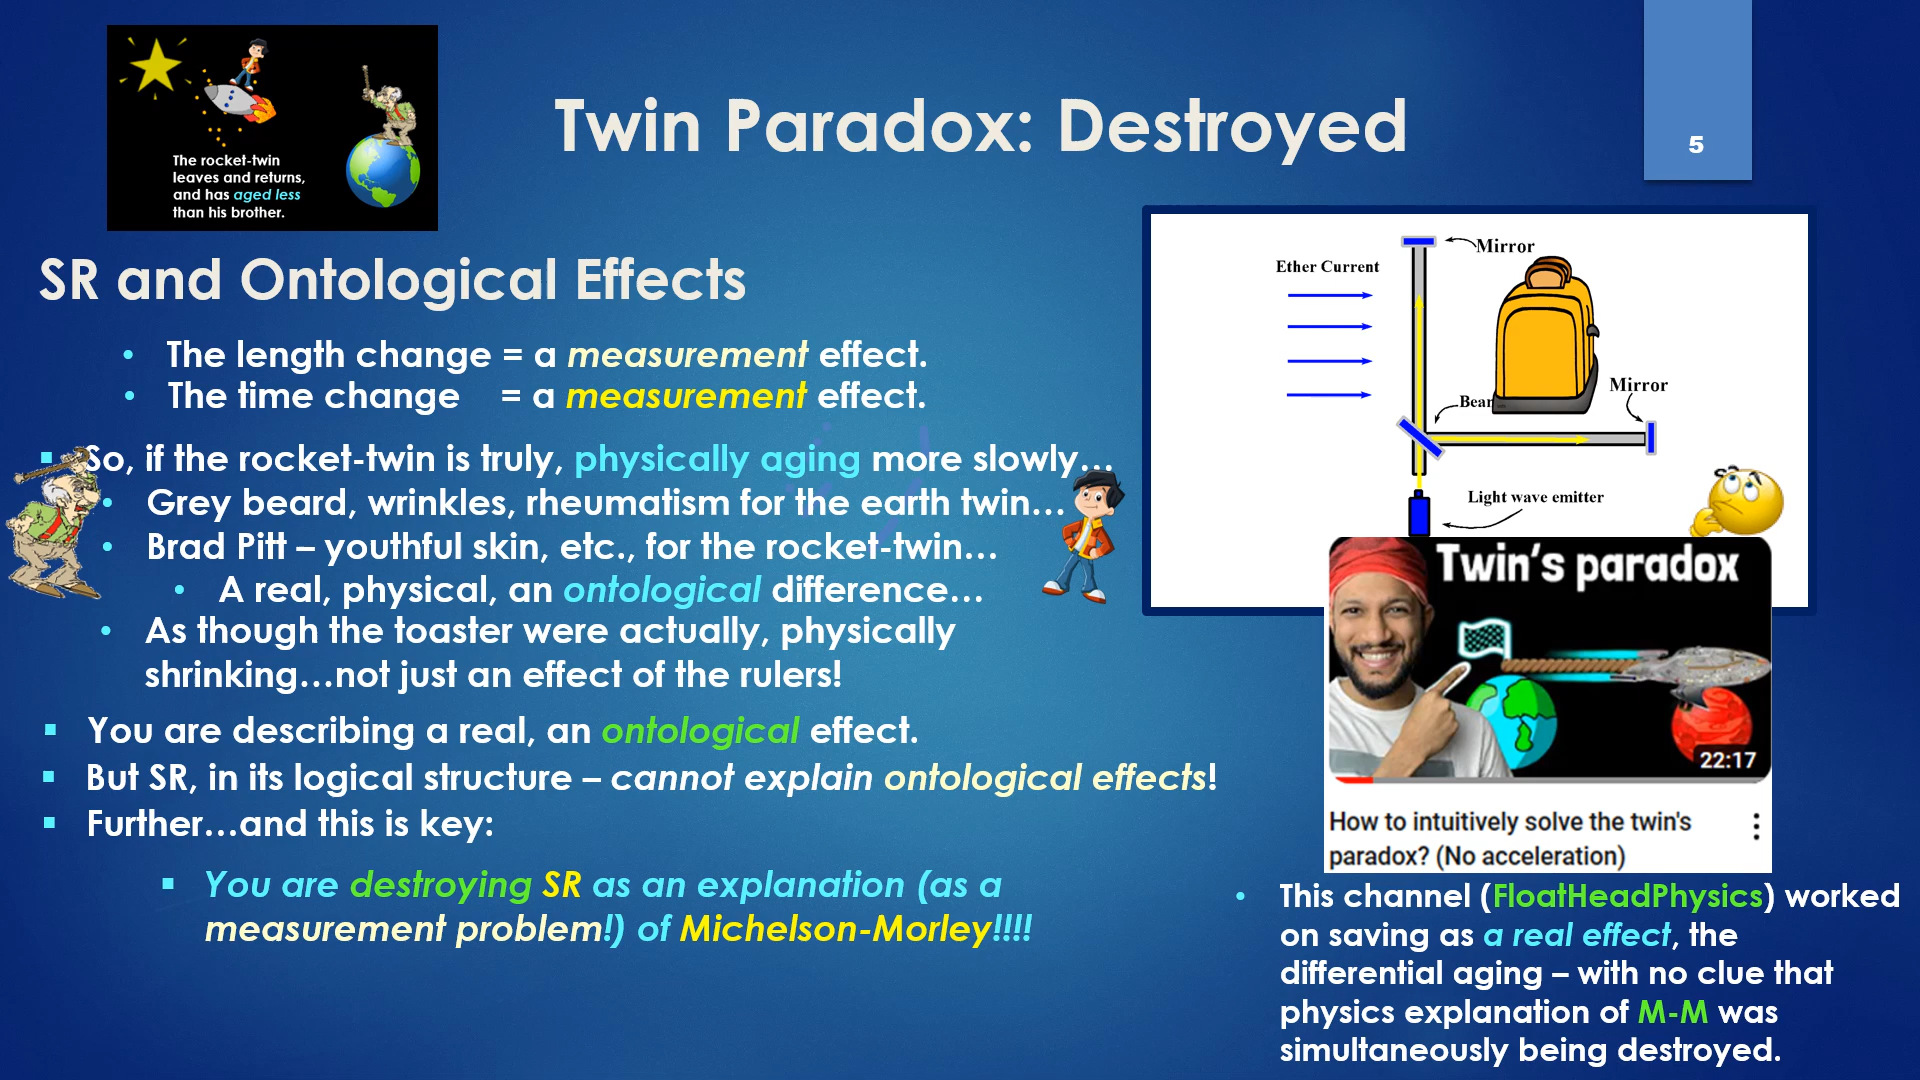 The rocket-twin
leaves and returns,
and has aged less
than his brother.
Twin Paradox: Destroyed
5
SR and Ontological Effects
• The length change = a measurement effect.
• The time change = a measurement effect.
▪ So, if the rocket-twin is truly, physically aging more slowly…
• Grey beard, wrinkles, rheumatism for the earth twin…
• Brad Pitt – youthful skin, etc., for the rocket-twin…
• A real, physical, an ontological difference…
• As though the toaster were actually, physically
shrinking…not just an effect of the rulers!
▪ You are describing a real, an ontological effect.
▪ But SR, in its logical structure – cannot explain ontological effects!
▪ Further…and this is key:
▪ You are destroying SR as an explanation (as a
measurement problem!) of Michelson-Morley!!!!
Mirror
Ether Current
Mirror
Light wave emitter
Twin's paradox
22:17
How to intuitively solve the twin's
paradox? (No acceleration)
• This channel (FloatHeadPhysics) worked
on saving as a real effect, the
differential aging – with no clue that
physics explanation of M-M was
simultaneously being destroyed.